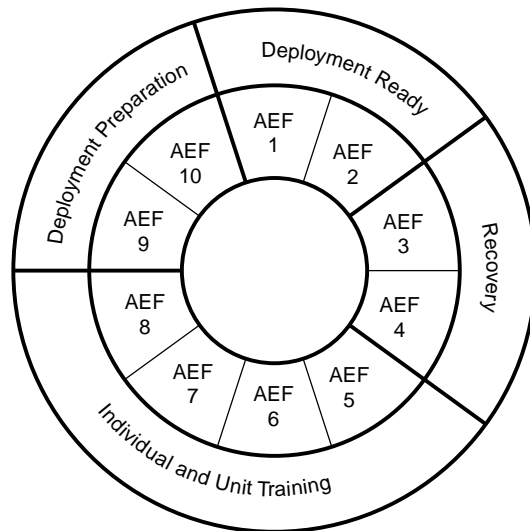 Deployment Preparation
Deployment Ready
Recovery
Individual and Unit Training
AEF
1
AEF
2
AEF
3
AEF
4
AEF
5
AEF
6
AEF
7
AEF
8
AEF
9
AEF
10